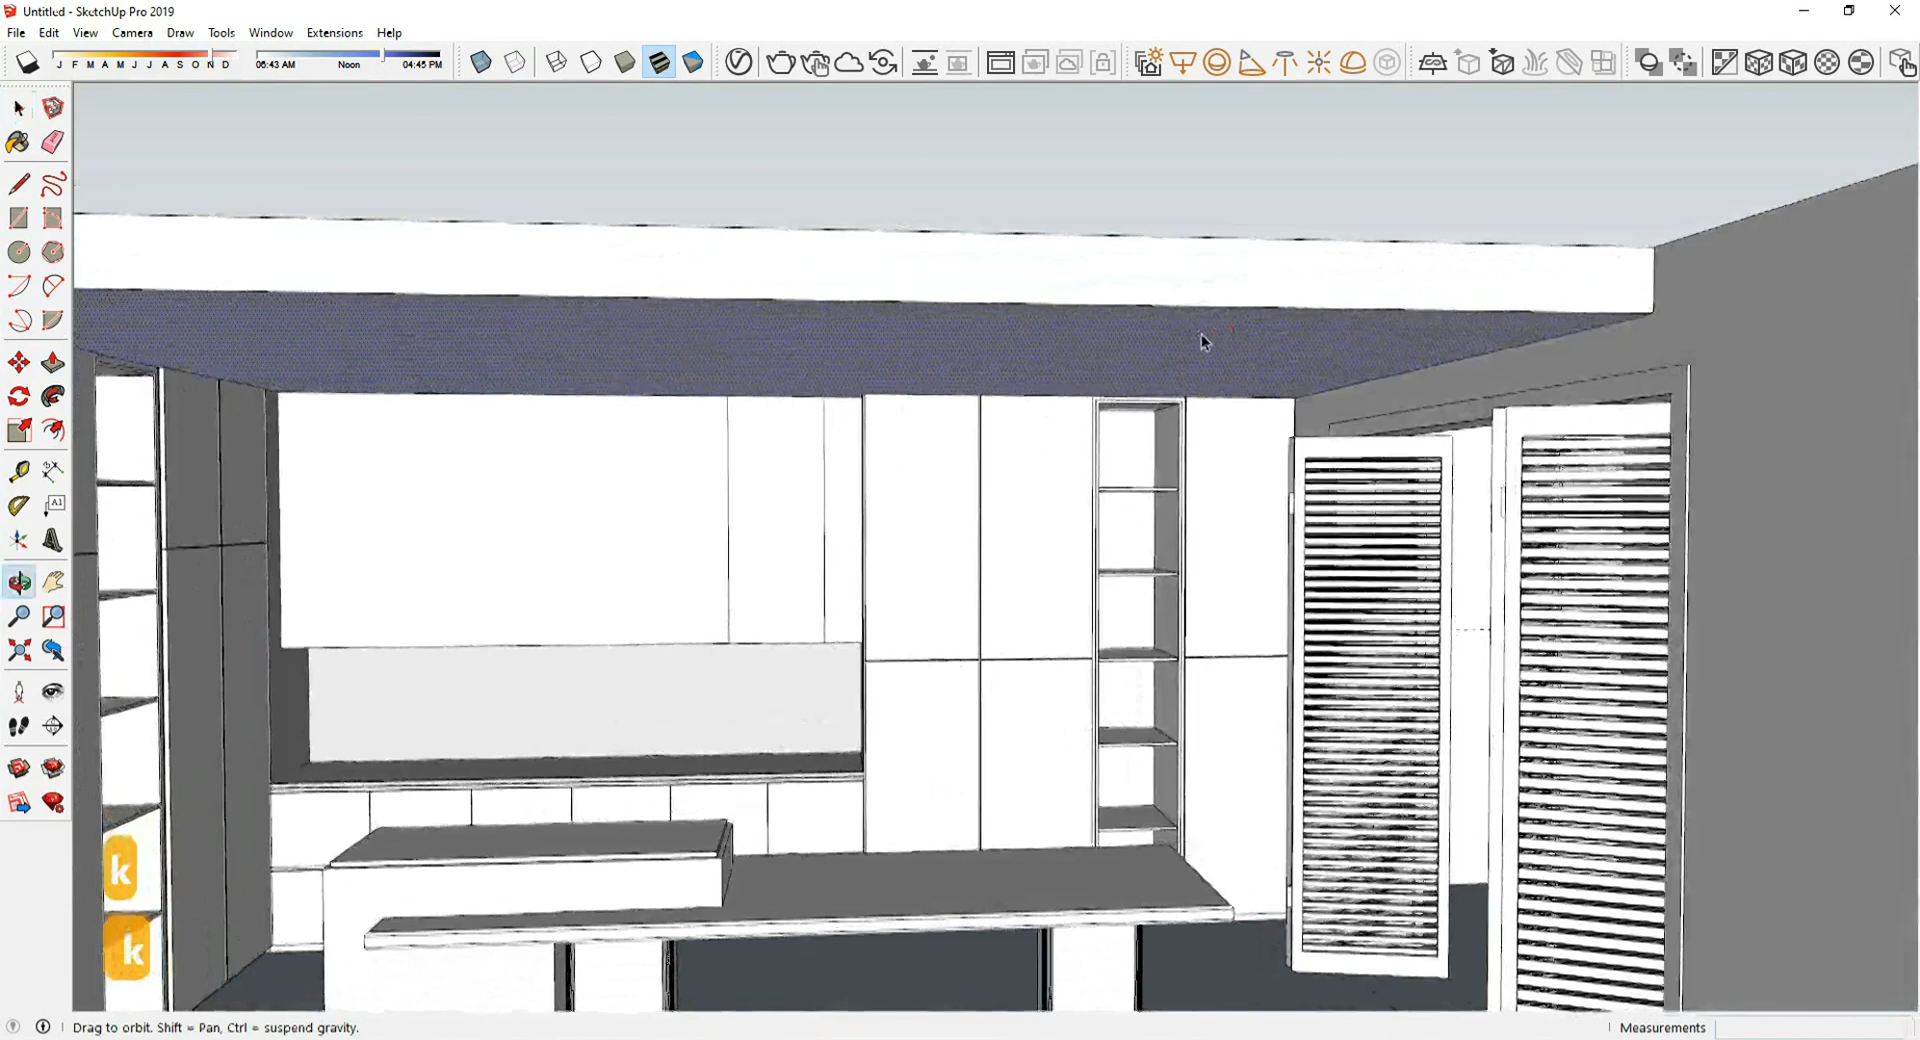 Untitled - SketchUp Pro 2019
File Edit View Camera Draw Tools Window Extensions Help
J F M A M J J A S O N D 06:43 AM Noon 04:45 PM
A1
k
k
Drag to orbit. Shift = Pan, Ctrl = suspend gravity. Measurements